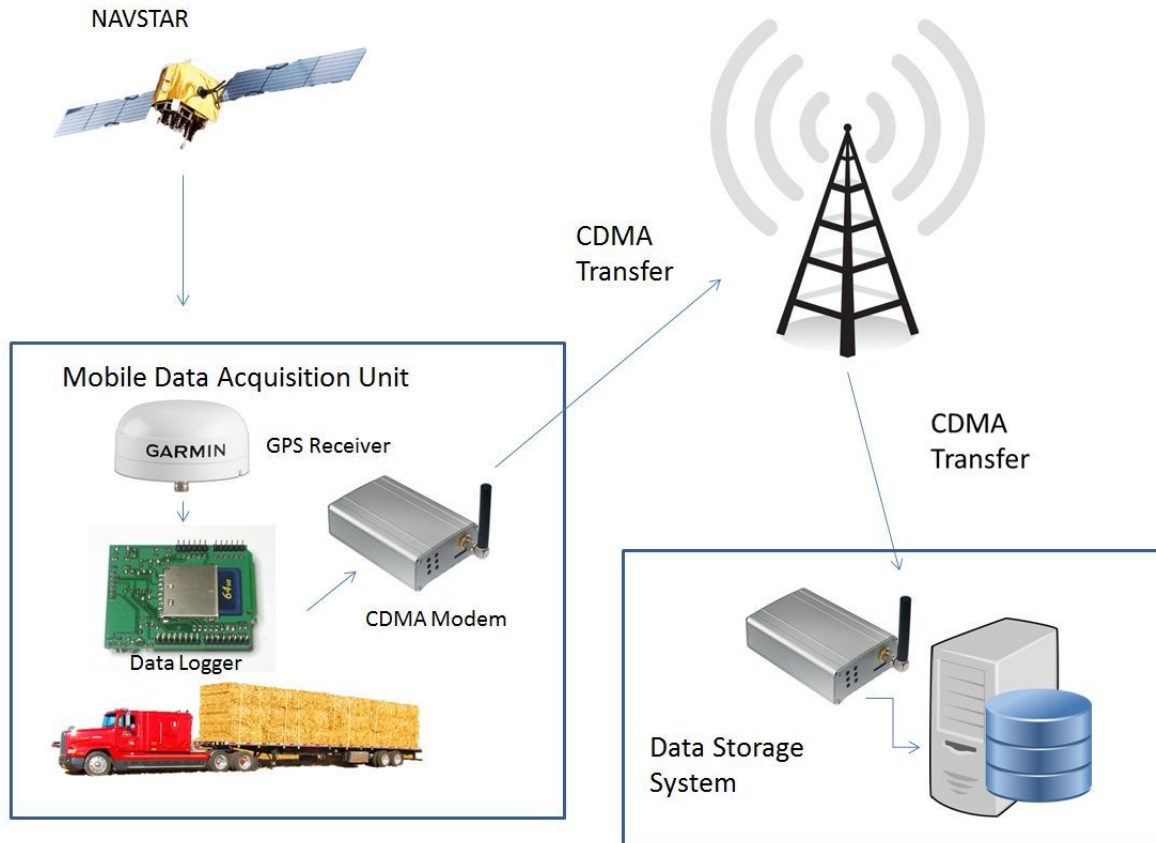 NAVSTAR
CDMA
Transfer
Mobile Data Acquisition Unit
GARMIN
GPS Receiver
CDMA Modem
64MB
Data Logger
CDMA
Transfer
Data Storage
System